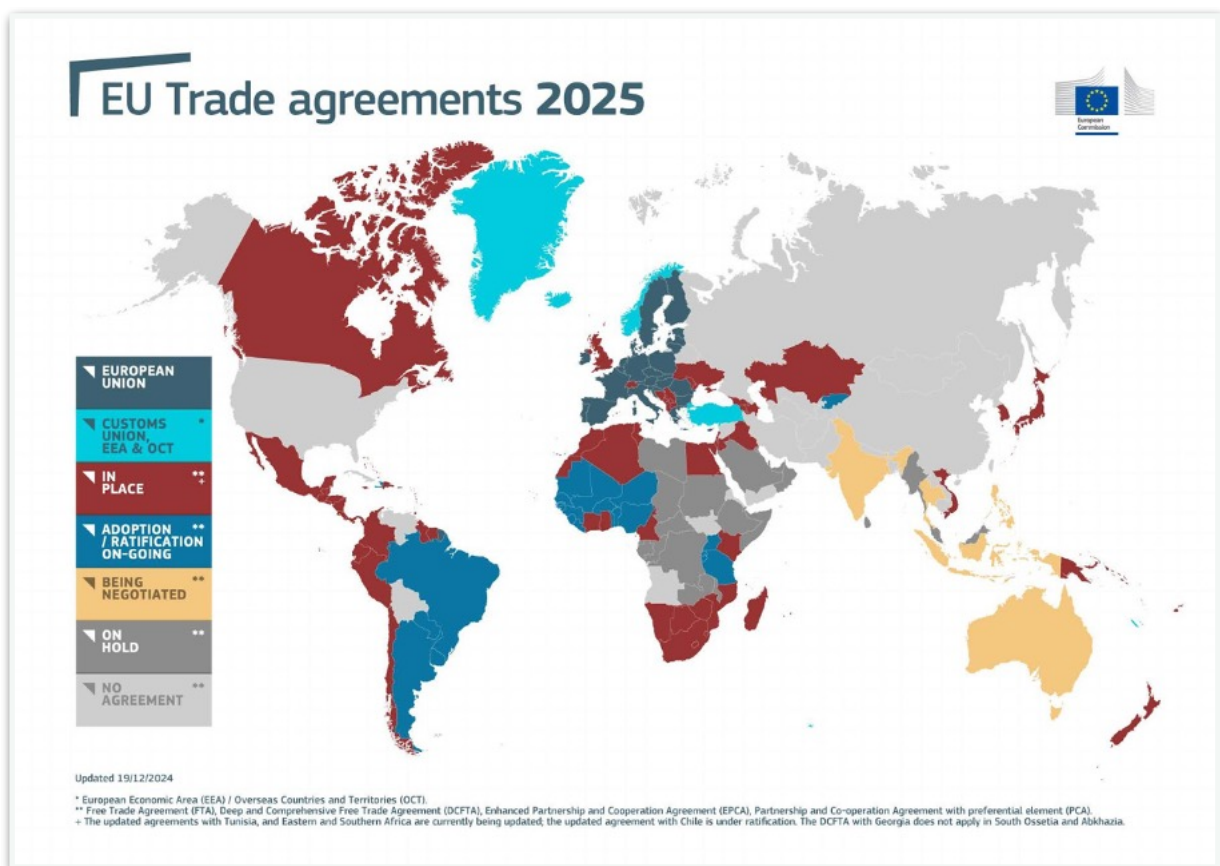 EU Trade agreements 2025
European
Commission
EUROPEAN
UNION
CUSTOMS *
UNION,
EEA & OCT
IN **
PLACE +
ADOPTION **
/ RATIFICATION
ON-GOING
BEING **
NEGOTIATED
ON **
HOLD
NO **
AGREEMENT
Updated 19/12/2024
* European Economic Area (EEA) / Overseas Countries and Territories (OCT).
** Free Trade Agreement (FTA), Deep and Comprehensive Free Trade Agreement (DCFTA), Enhanced Partnership and Cooperation Agreement (EPCA), Partnership and Co-operation Agreement with preferential element (PCA).
+ The updated agreements with Tunisia, and Eastern and Southern Africa are currently being updated; the updated agreement with Chile is under ratification. The DCFTA with Georgia does not apply in South Ossetia and Abkhazia.